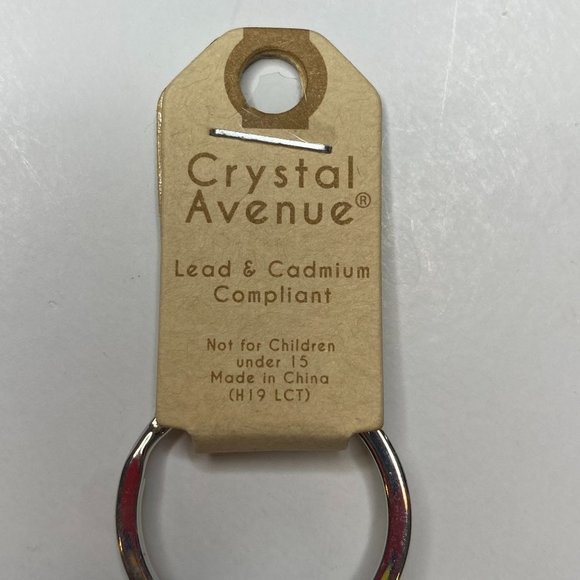 Crystal
Avenue®
Lead & Cadmium
Compliant
Not for Children
under 15
Made in China
(H19 LCT)